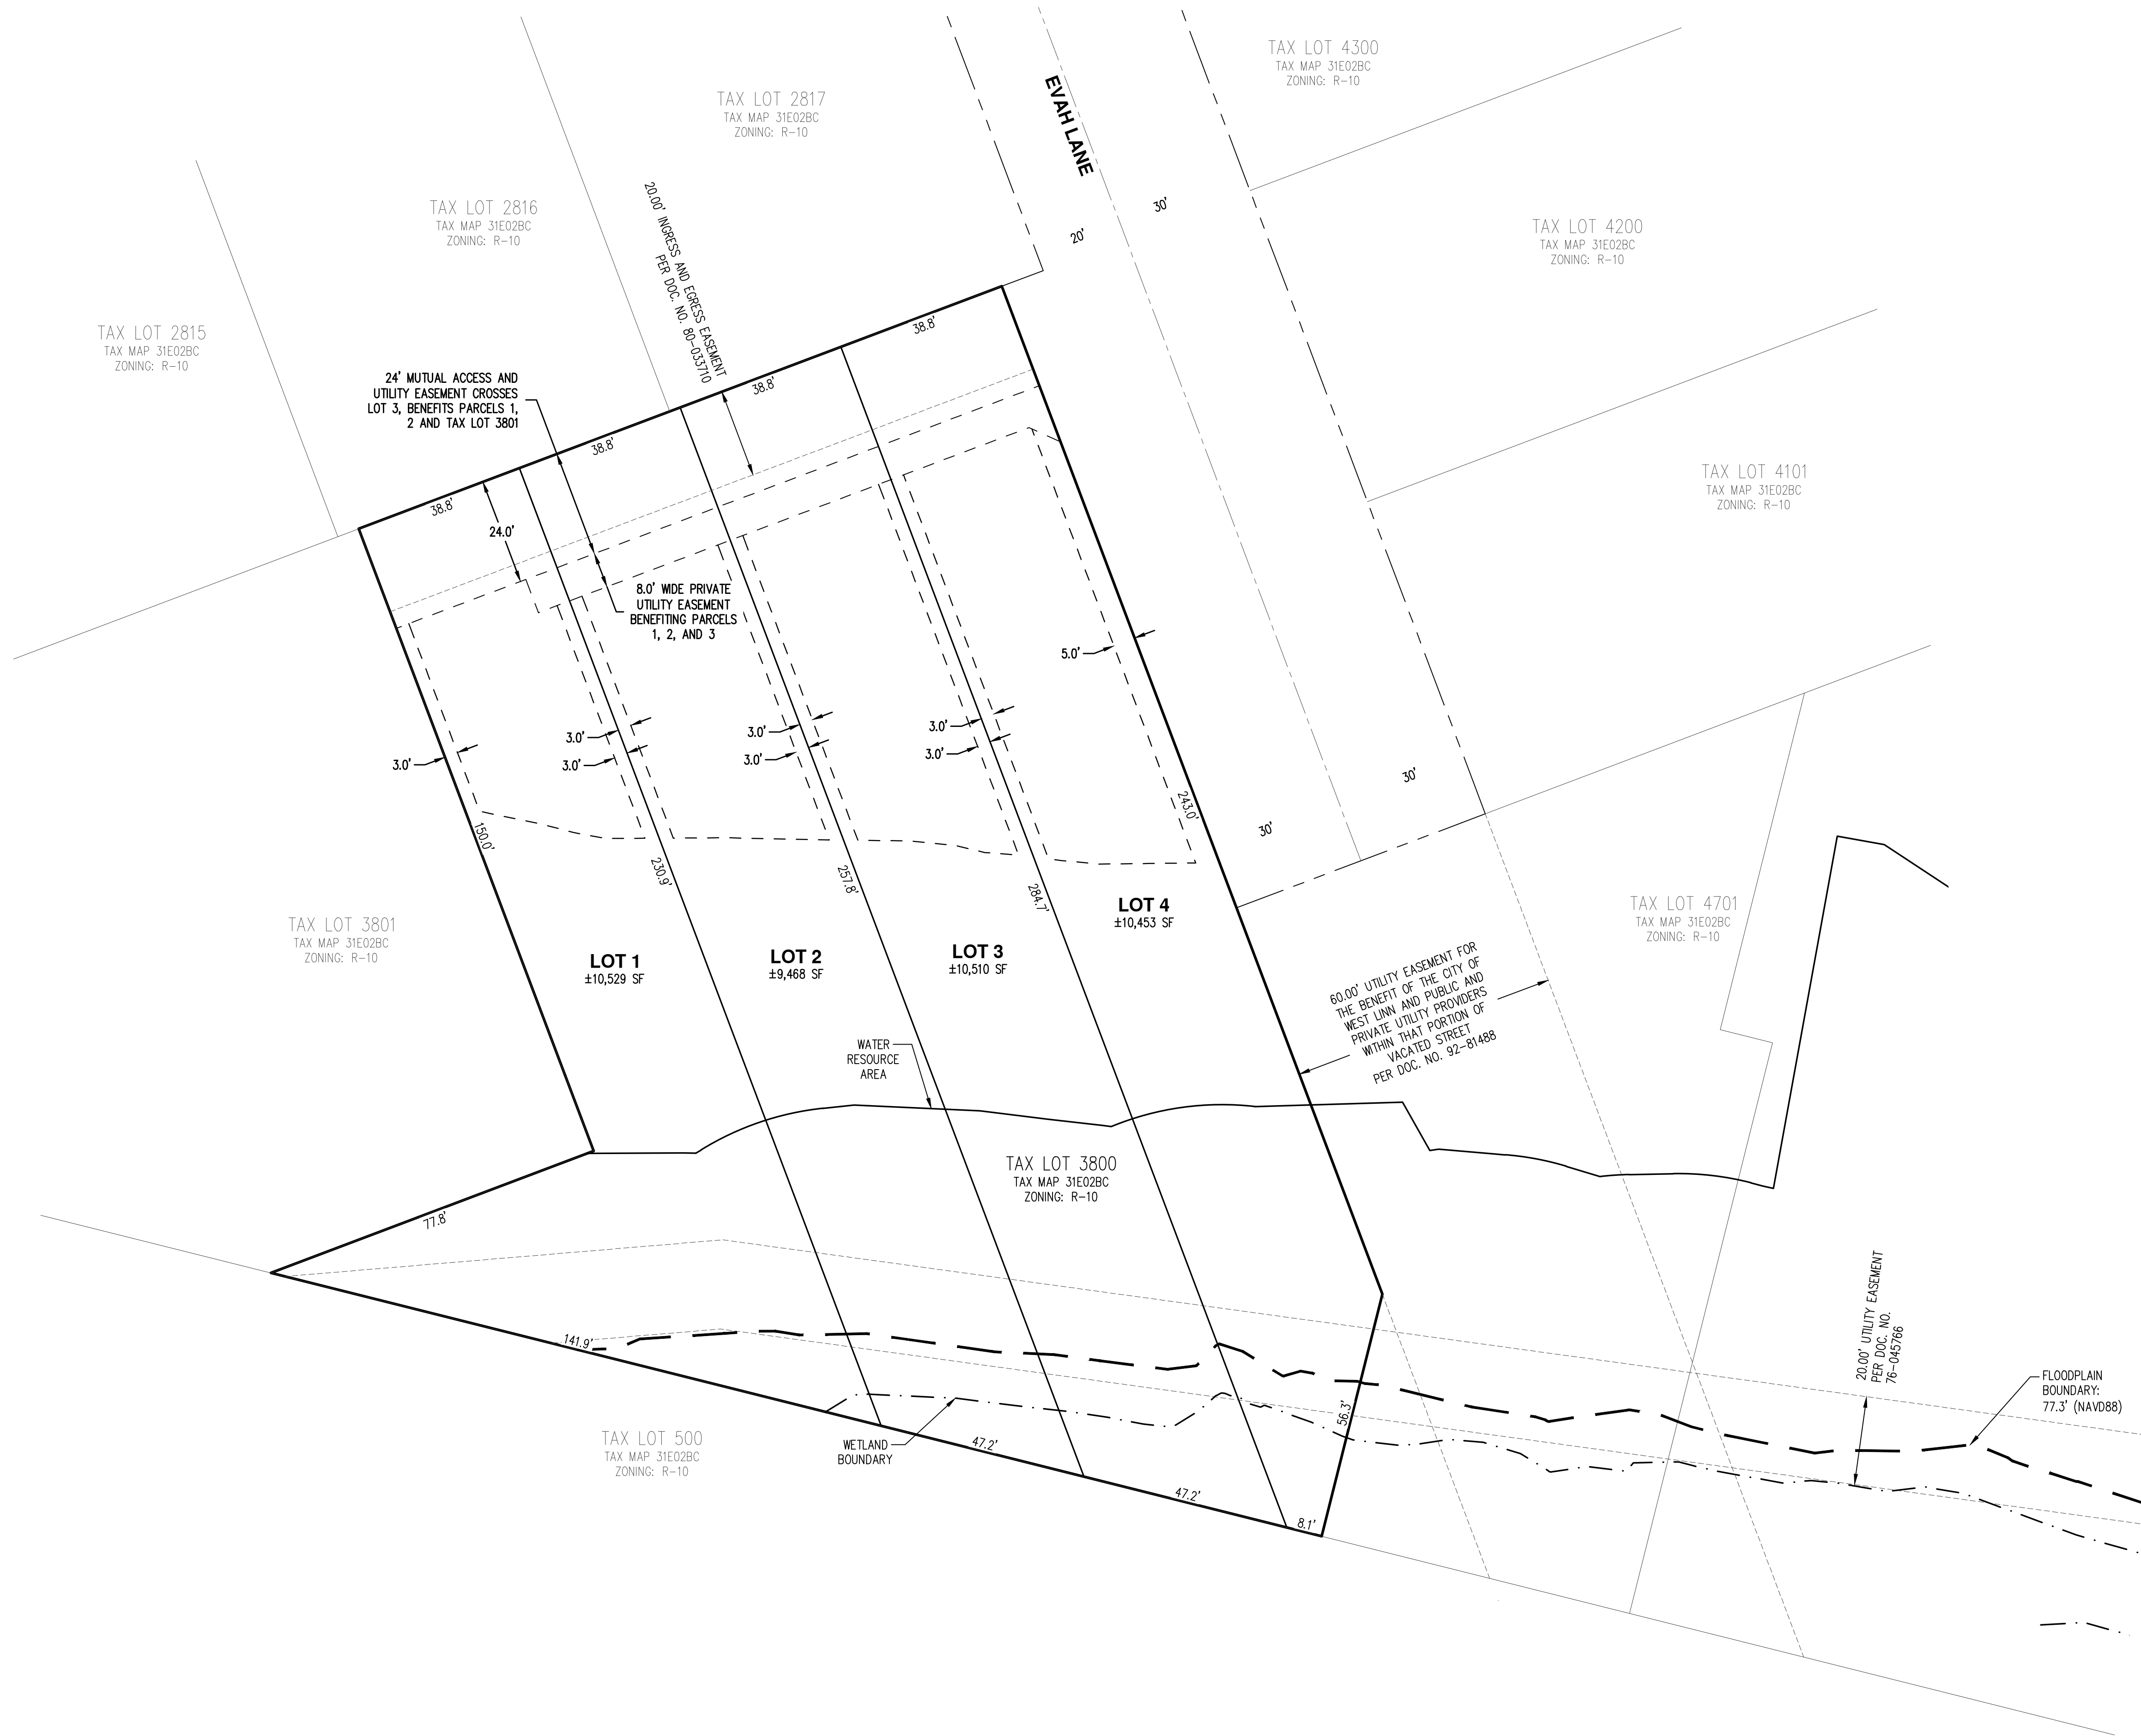 TAX LOT 4300
TAX MAP 31E02BC
ZONING: R-10
TAX LOT 2817
TAX MAP 31E02BC
ZONING: R-10
EVAH LANE
30'
20'
TAX LOT 2816
TAX MAP 31E02BC
ZONING: R-10
TAX LOT 4200
TAX MAP 31E02BC
ZONING: R-10
20.00' INGRESS AND EGRESS EASEMENT
PER DOC. NO. 80-033710
TAX LOT 2815
TAX MAP 31E02BC
ZONING: R-10
38.8'
38.8'
38.8'
38.8'
24' MUTUAL ACCESS AND
UTILITY EASEMENT CROSSES
LOT 3, BENEFITS PARCELS 1,
2 AND TAX LOT 3801
24.0'
TAX LOT 4101
TAX MAP 31E02BC
ZONING: R-10
8.0' WIDE PRIVATE
UTILITY EASEMENT
BENEFITING PARCELS
1, 2, AND 3
5.0'
3.0'
3.0'
3.0'
3.0'
3.0'
3.0'
3.0'
30'
30'
150.0'
230.9'
257.8'
284.7'
243.0'
TAX LOT 3801
TAX MAP 31E02BC
ZONING: R-10
LOT 1
±10,529 SF
LOT 2
±9,468 SF
LOT 3
±10,510 SF
LOT 4
±10,453 SF
TAX LOT 4701
TAX MAP 31E02BC
ZONING: R-10
60.00' UTILITY EASEMENT FOR
THE BENEFIT OF THE CITY OF
WEST LINN AND PUBLIC AND
PRIVATE UTILITY PROVIDERS
WITHIN THAT PORTION OF
VACATED STREET
PER DOC. NO. 92-81488
WATER
RESOURCE
AREA
TAX LOT 3800
TAX MAP 31E02BC
ZONING: R-10
77.8'
141.9'
20.00' UTILITY EASEMENT
PER DOC. NO.
76-045766
FLOODPLAIN
BOUNDARY:
77.3' (NAVD88)
56.3'
TAX LOT 500
TAX MAP 31E02BC
ZONING: R-10
WETLAND
BOUNDARY
47.2'
47.2'
8.1'